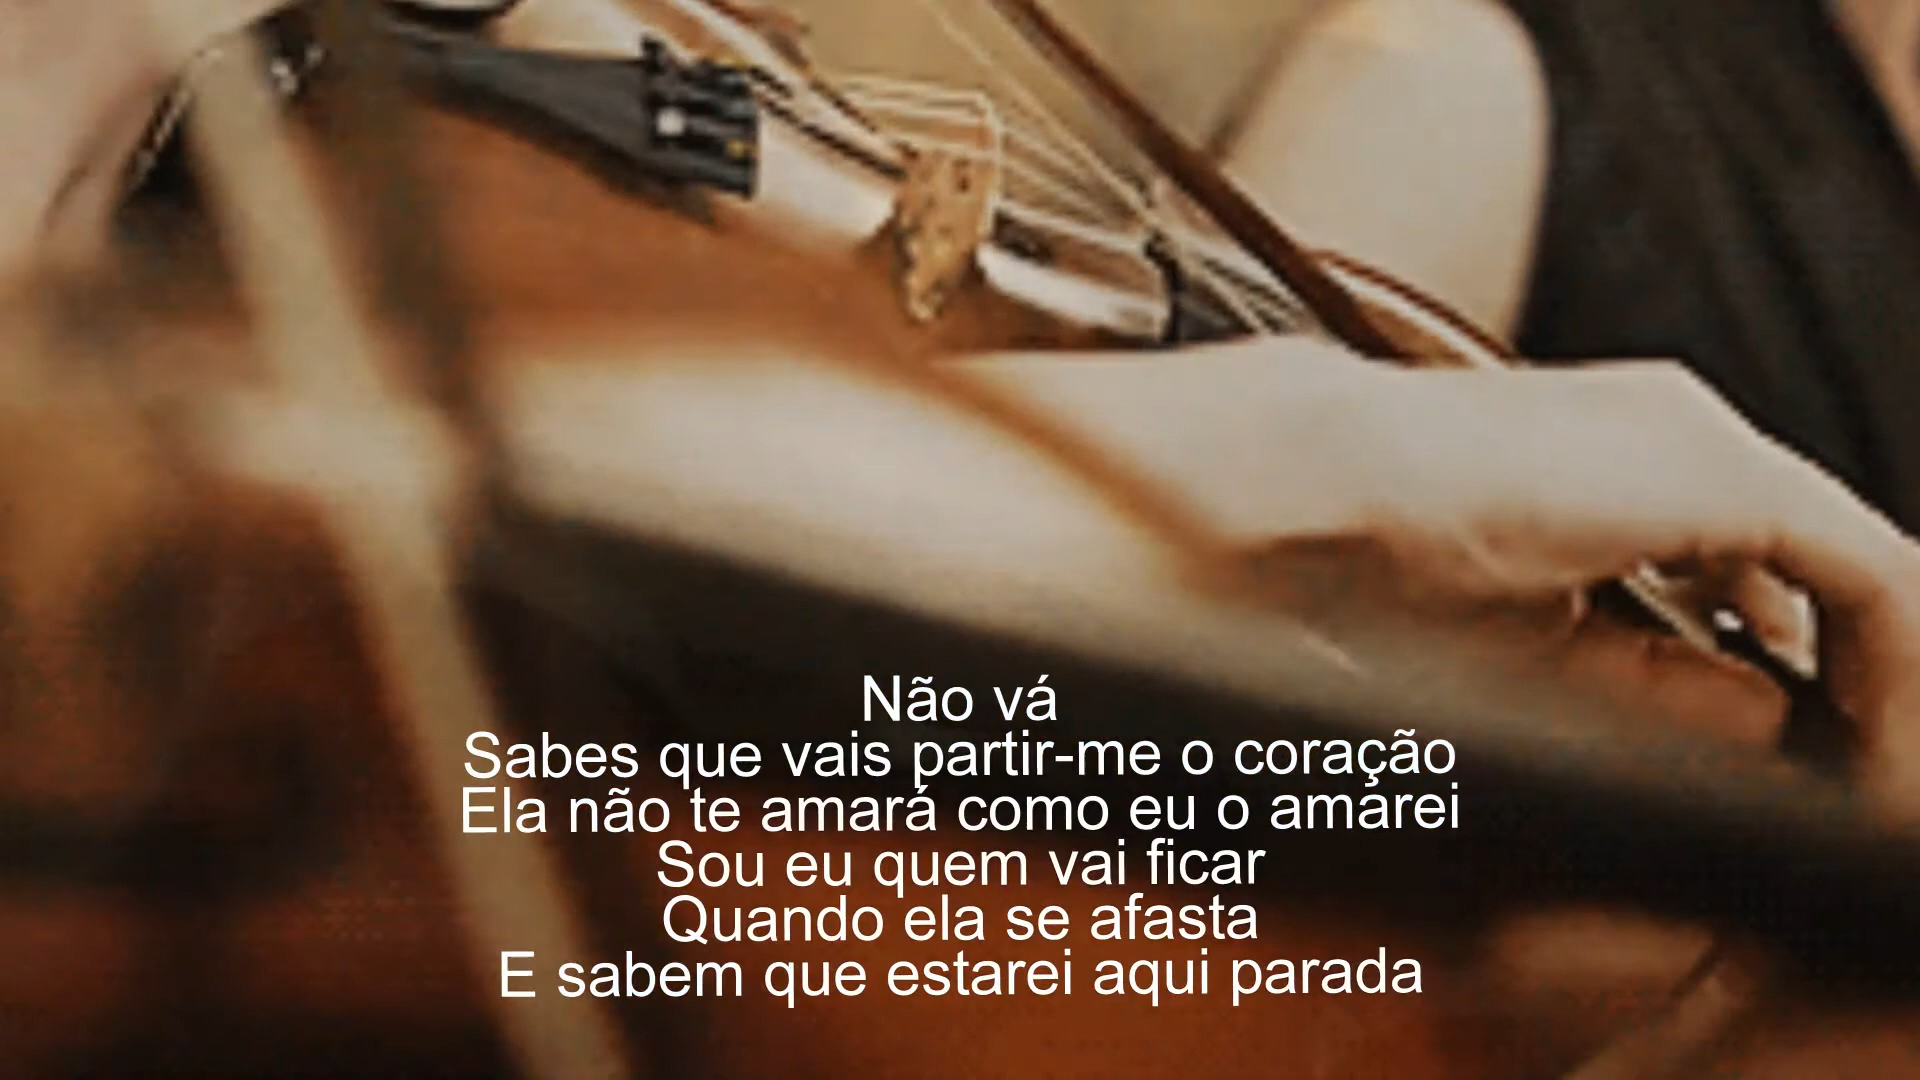 Não vá
Sabes que vais partir-me o coração
Ela não te amará como eu o amarei
Sou eu quem vai ficar
Quando ela se afasta
E sabem que estarei aqui parada